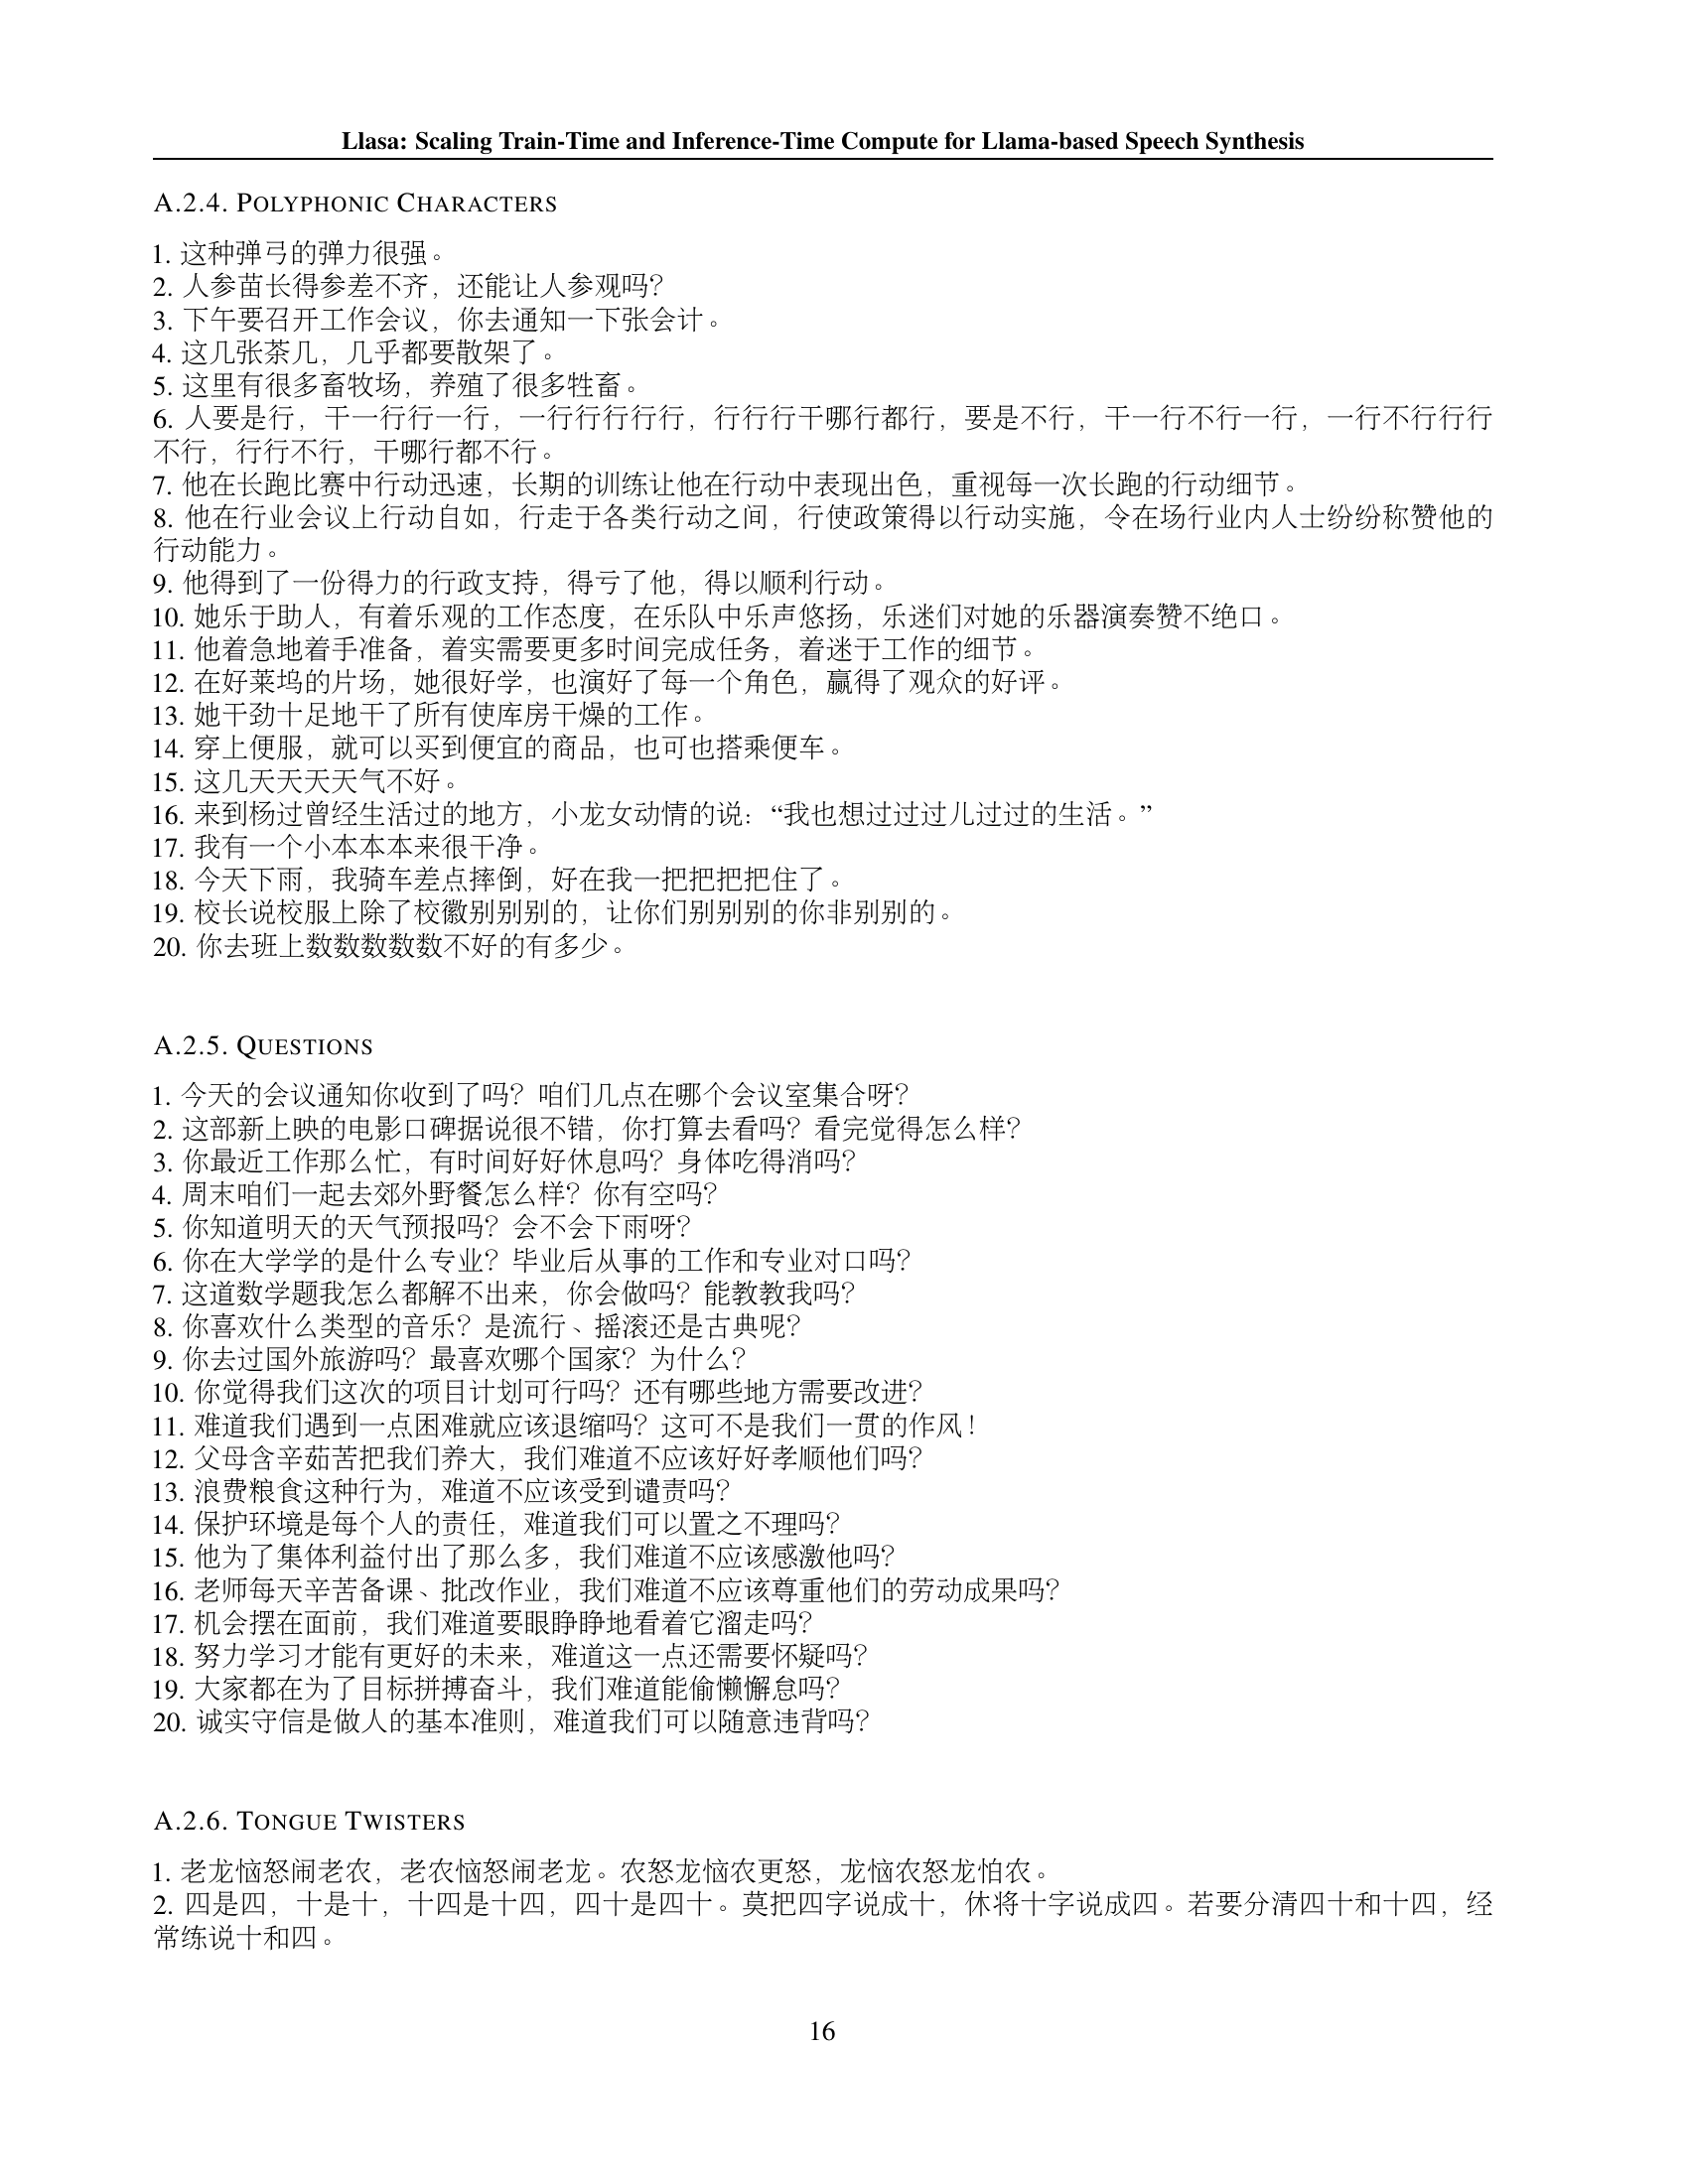 Llasa: Scaling Train-Time and Inference-Time Compute for Llama-based Speech Synthesis
A.2.4. POLYPHONIC CHARACTERS
1. 这种弹弓的弹力很强。
2. 人参苗长得参差不齐，还能让人参观吗？
3. 下午要召开工作会议，你去通知一下张会计。
4. 这几张茶几，几乎都要散架了。
5. 这里有很多畜牧场，养殖了很多牲畜。
6. 人要是行，干一行行一行，一行行行行行，行行行干哪行都行，要是不行，干一行不行一行，一行不行行行
不行，行行不行，干哪行都不行。
7. 他在长跑比赛中行动迅速，长期的训练让他在行动中表现出色，重视每一次长跑的行动细节。
8. 他在行业会议上行动自如，行走于各类行动之间，行使政策得以行动实施，令在场行业内人士纷纷称赞他的
行动能力。
9. 他得到了一份得力的行政支持，得亏了他，得以顺利行动。
10. 她乐于助人，有着乐观的工作态度，在乐队中乐声悠扬，乐迷们对她的乐器演奏赞不绝口。
11. 他着急地着手准备，着实需要更多时间完成任务，着迷于工作的细节。
12. 在好莱坞的片场，她很好学，也演好了每一个角色，赢得了观众的好评。
13. 她干劲十足地干了所有使库房干燥的工作。
14. 穿上便服，就可以买到便宜的商品，也可也搭乘便车。
15. 这几天天天天气不好。
16. 来到杨过曾经生活过的地方，小龙女动情的说：“我也想过过过儿过过的生活。”
17. 我有一个小本本本来很干净。
18. 今天下雨，我骑车差点摔倒，好在我一把把把把住了。
19. 校长说校服上除了校徽别别别的，让你们别别别的你非别别的。
20. 你去班上数数数数数不好的有多少。
A.2.5. QUESTIONS
1. 今天的会议通知你收到了吗？咱们几点在哪个会议室集合呀？
2. 这部新上映的电影口碑据说很不错，你打算去看吗？看完觉得怎么样？
3. 你最近工作那么忙，有时间好好休息吗？身体吃得消吗？
4. 周末咱们一起去郊外野餐怎么样？你有空吗？
5. 你知道明天的天气预报吗？会不会下雨呀？
6. 你在大学学的是什么专业？毕业后从事的工作和专业对口吗？
7. 这道数学题我怎么都解不出来，你会做吗？能教教我吗？
8. 你喜欢什么类型的音乐？是流行、摇滚还是古典呢？
9. 你去过国外旅游吗？最喜欢哪个国家？为什么？
10. 你觉得我们这次的项目计划可行吗？还有哪些地方需要改进？
11. 难道我们遇到一点困难就应该退缩吗？这可不是我们一贯的作风！
12. 父母含辛茹苦把我们养大，我们难道不应该好好孝顺他们吗？
13. 浪费粮食这种行为，难道不应该受到谴责吗？
14. 保护环境是每个人的责任，难道我们可以置之不理吗？
15. 他为了集体利益付出了那么多，我们难道不应该感激他吗？
16. 老师每天辛苦备课、批改作业，我们难道不应该尊重他们的劳动成果吗？
17. 机会摆在面前，我们难道要眼睁睁地看着它溜走吗？
18. 努力学习才能有更好的未来，难道这一点还需要怀疑吗？
19. 大家都在为了目标拼搏奋斗，我们难道能偷懒懈怠吗？
20. 诚实守信是做人的基本准则，难道我们可以随意违背吗？
A.2.6. TONGUE TWISTERS
1. 老龙恼怒闹老农，老农恼怒闹老龙。农怒龙恼农更怒，龙恼农怒龙怕农。
2. 四是四，十是十，十四是十四，四十是四十。莫把四字说成十，休将十字说成四。若要分清四十和十四，经
常练说十和四。
16